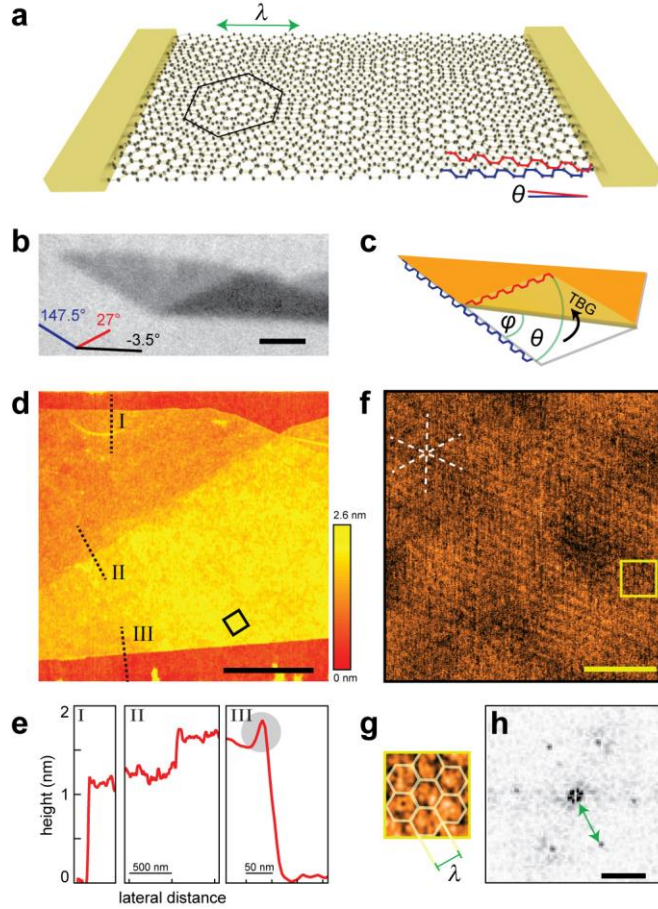 a
λ
θ
b
147.5°
27°
-3.5°
c
φ
θ
TBG
d
I
II
III
2.6 nm
0 nm
f
e
I
II
III
2
1
0
height (nm)
500 nm
50 nm
lateral distance
g
λ
h